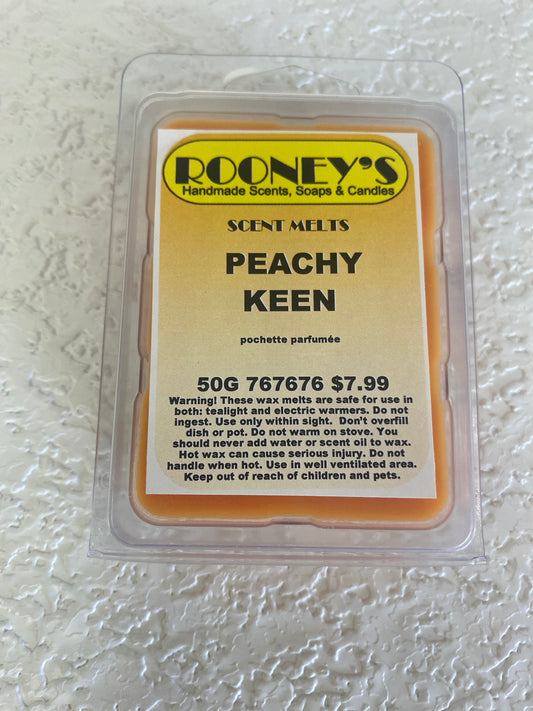 ROONEY'S
Handmade Scents, Soaps & Candles
SCENT MELTS
PEACHY
KEEN
pochette parfumée
50G 767676 $7.99
Warning! These wax melts are safe for use in
both: tealight and electric warmers. Do not
ingest. Use only within sight. Don't overfill
dish or pot. Do not warm on stove. You
should never add water or scent oil to wax.
Hot wax can cause serious injury. Do not
handle when hot. Use in well ventilated area.
Keep out of reach of children and pets.